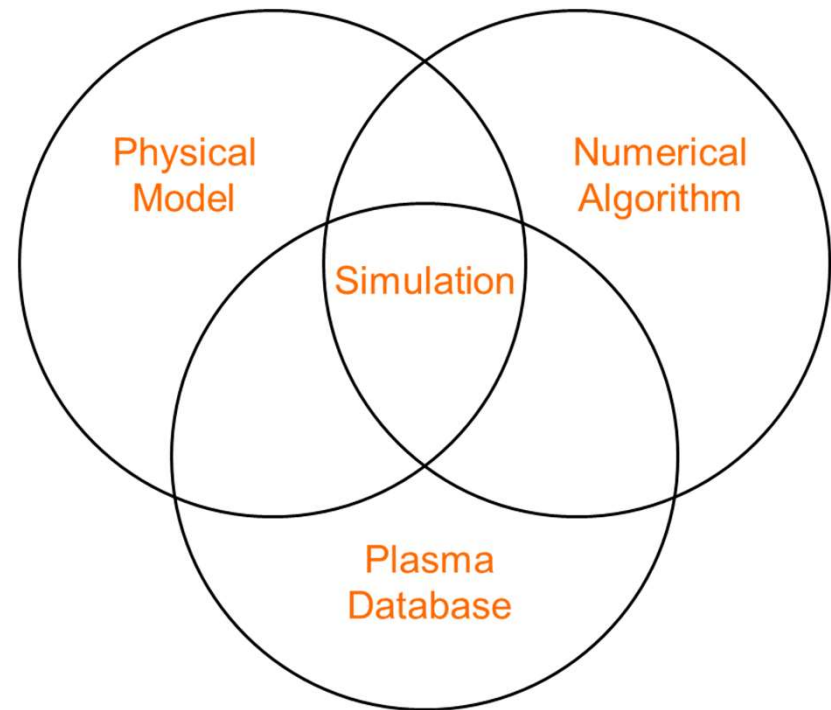 Physical
Model
Numerical
Algorithm
Simulation
Plasma
Database